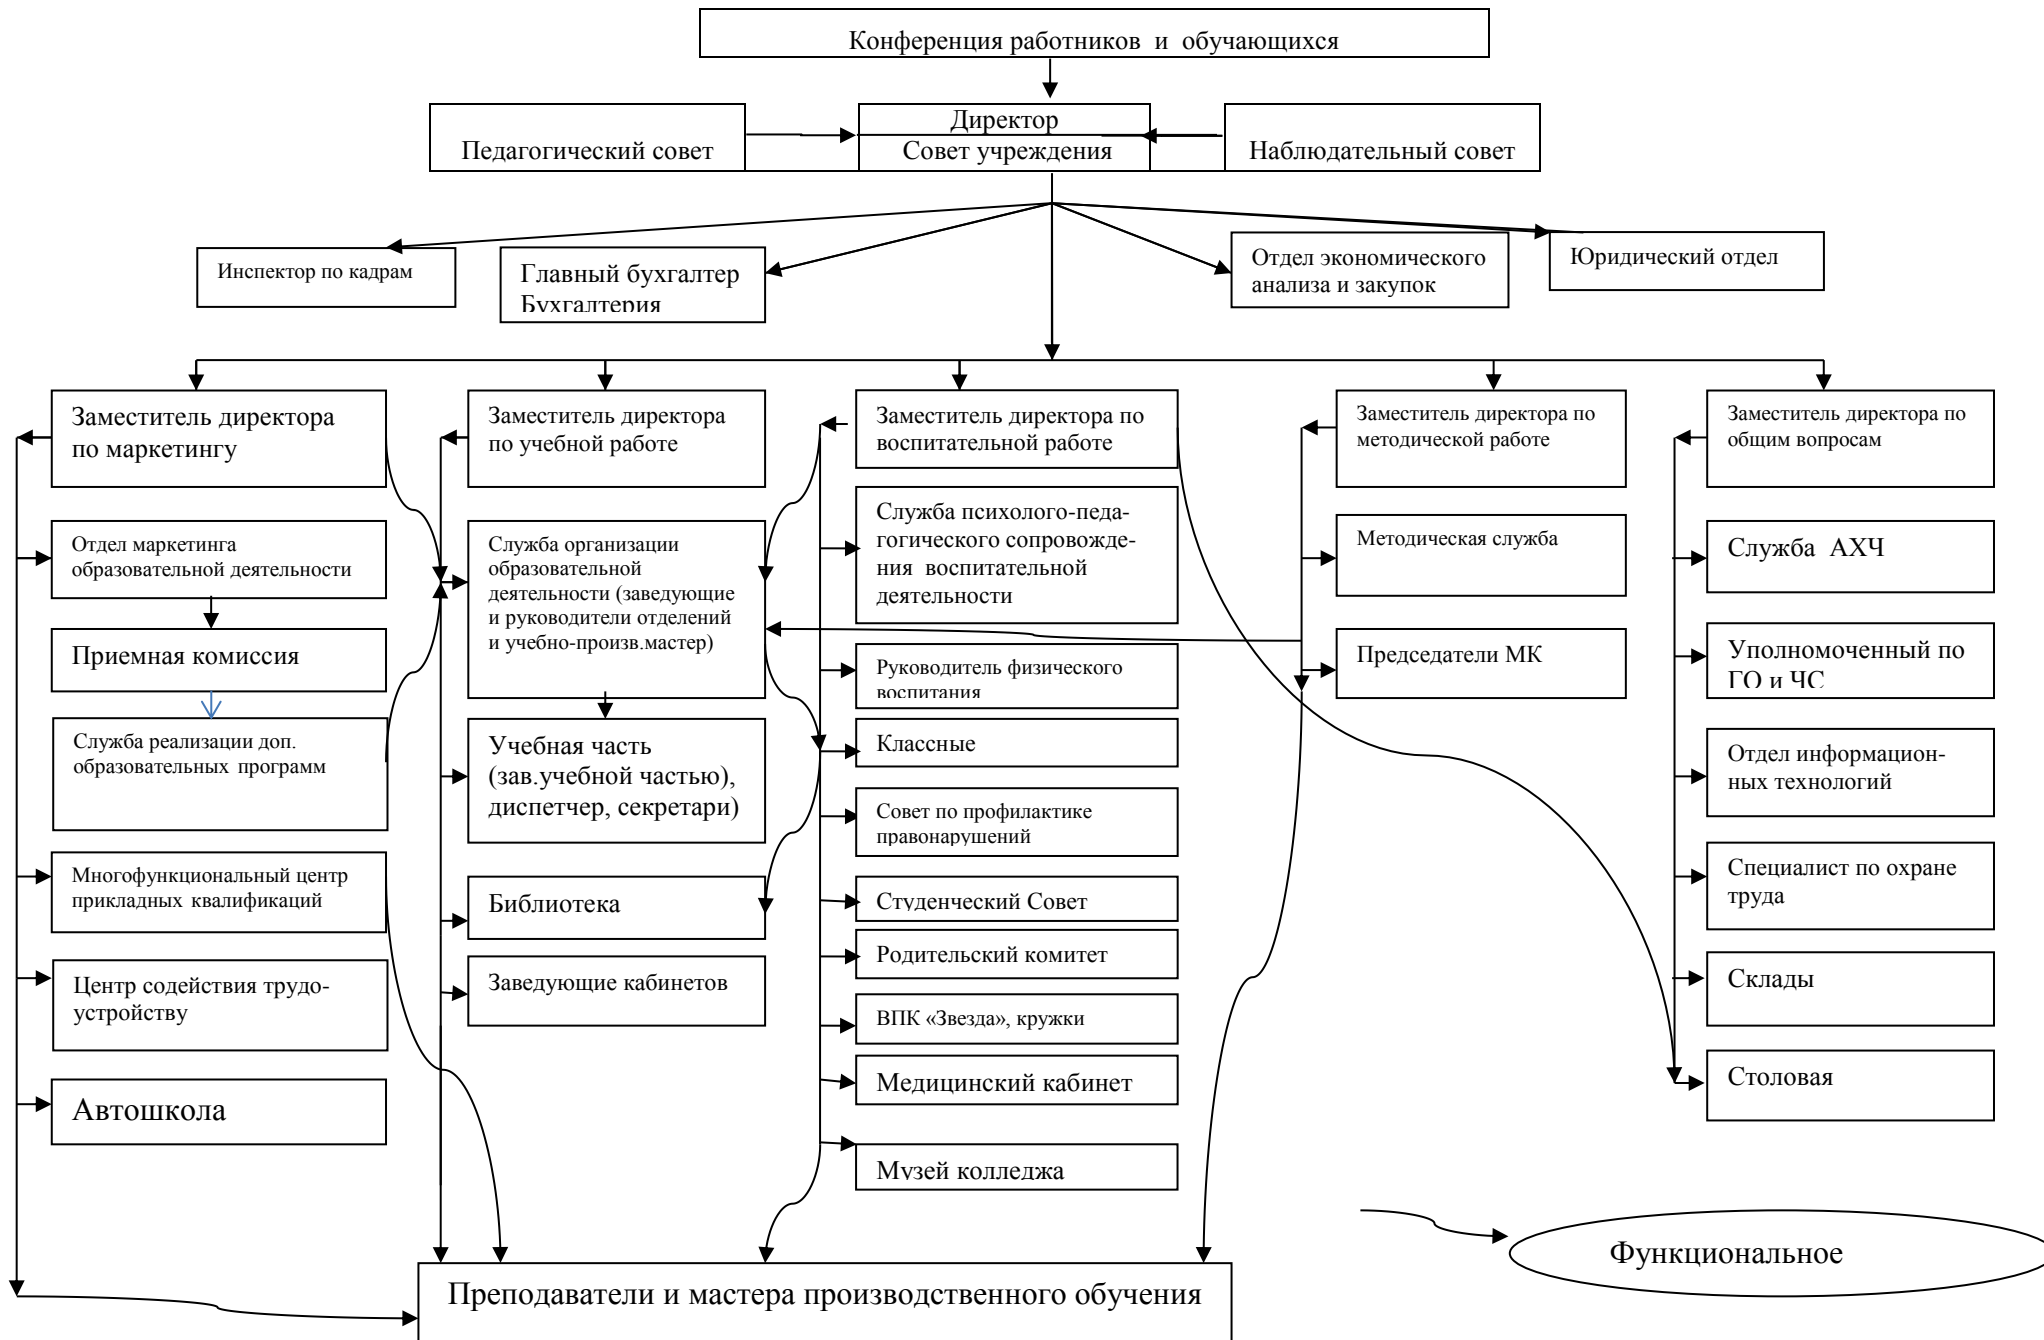 Конференция работников и обучающихся
Директор
Педагогический совет
Совет учреждения
Наблюдательный совет
Инспектор по кадрам
Главный бухгалтер
Бухгалтерия
Отдел экономического
анализа и закупок
Юридический отдел
Заместитель директора
по маркетингу
Отдел маркетинга
образовательной деятельности
Приемная комиссия
Служба реализации доп.
образовательных программ
Многофункциональный центр
прикладных квалификаций
Центр содействия трудо-
устройству
Автошкола
Заместитель директора
по учебной работе
Служба организации
образовательной
деятельности (заведующие
и руководители отделений
и учебно-произв.мастер)
Учебная часть
(зав.учебной частью),
диспетчер, секретари)
Библиотека
Заведующие кабинетов
Заместитель директора по
воспитательной работе
Служба психолого-педа-
гогического сопровожде-
ния воспитательной
деятельности
Руководитель физического
воспитания
Классные
Совет по профилактике
правонарушений
Студенческий Совет
Родительский комитет
ВПК «Звезда», кружки
Медицинский кабинет
Музей колледжа
Заместитель директора по
методической работе
Методическая служба
Председатели МК
Заместитель директора по
общим вопросам
Служба АХЧ
Уполномоченный по
ГО и ЧС
Отдел информацион-
ных технологий
Специалист по охране
труда
Склады
Столовая
Функциональное
Преподаватели и мастера производственного обучения